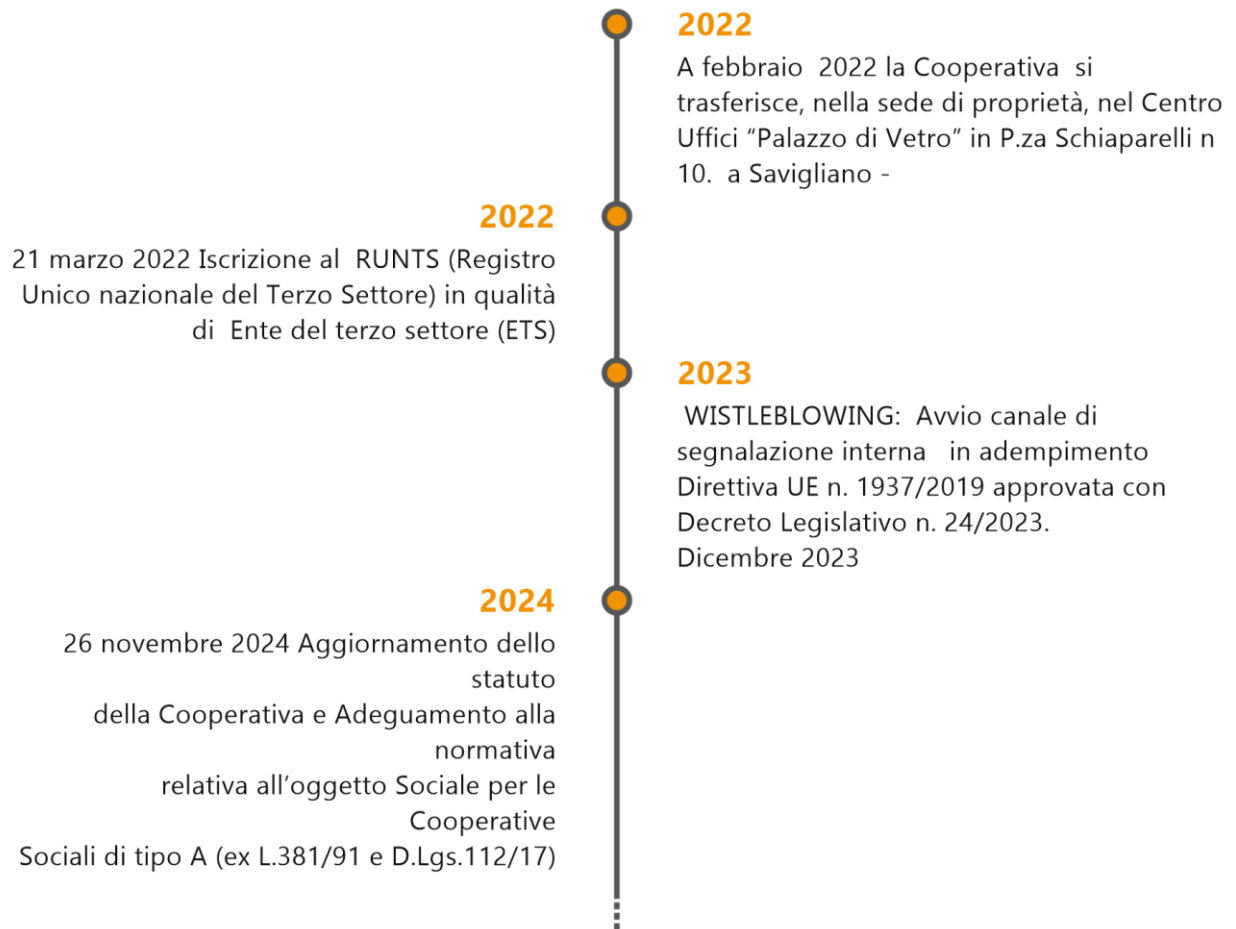 2022
A febbraio  2022 la Cooperativa  si
trasferisce, nella sede di proprietà, nel Centro
Uffici “Palazzo di Vetro” in P.za Schiaparelli n
10.  a Savigliano -
2022
21 marzo 2022 Iscrizione al  RUNTS (Registro
Unico nazionale del Terzo Settore) in qualità
di  Ente del terzo settore (ETS)
2023
WISTLEBLOWING:  Avvio canale di
segnalazione interna   in adempimento
Direttiva UE n. 1937/2019 approvata con
Decreto Legislativo n. 24/2023.
Dicembre 2023
2024
26 novembre 2024 Aggiornamento dello
statuto
della Cooperativa e Adeguamento alla
normativa
relativa all’oggetto Sociale per le
Cooperative
Sociali di tipo A (ex L.381/91 e D.Lgs.112/17)